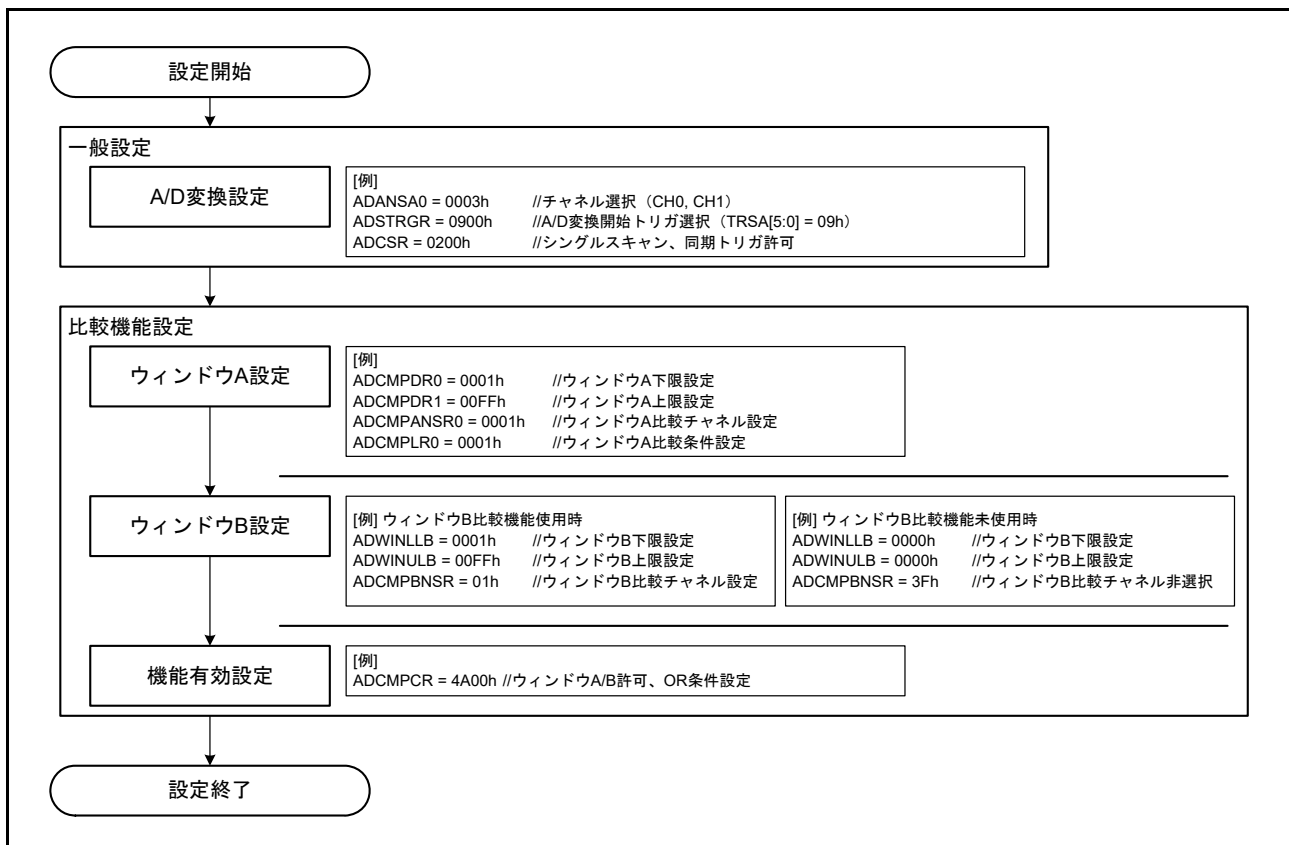 設定開始
一般設定
A/D変換設定
[例]
ADANSA0 = 0003h //チャネル選択（CH0, CH1）
ADSTRGR = 0900h //A/D変換開始トリガ選択（TRSA[5:0] = 09h）
ADCSR = 0200h //シングルスキャン、同期トリガ許可
比較機能設定
ウィンドウA設定
[例]
ADCMPDR0 = 0001h //ウィンドウA下限設定
ADCMPDR1 = 00FFh //ウィンドウA上限設定
ADCMPANSR0 = 0001h //ウィンドウA比較チャネル設定
ADCMPLR0 = 0001h //ウィンドウA比較条件設定
ウィンドウB設定
[例] ウィンドウB比較機能使用時
ADWINLLB = 0001h //ウィンドウB下限設定
ADWINULB = 00FFh //ウィンドウB上限設定
ADCMPBNSR = 01h //ウィンドウB比較チャネル設定
[例] ウィンドウB比較機能未使用時
ADWINLLB = 0000h //ウィンドウB下限設定
ADWINULB = 0000h //ウィンドウB上限設定
ADCMPBNSR = 3Fh //ウィンドウB比較チャネル非選択
機能有効設定
[例]
ADCMPCR = 4A00h //ウィンドウA/B許可、OR条件設定
設定終了